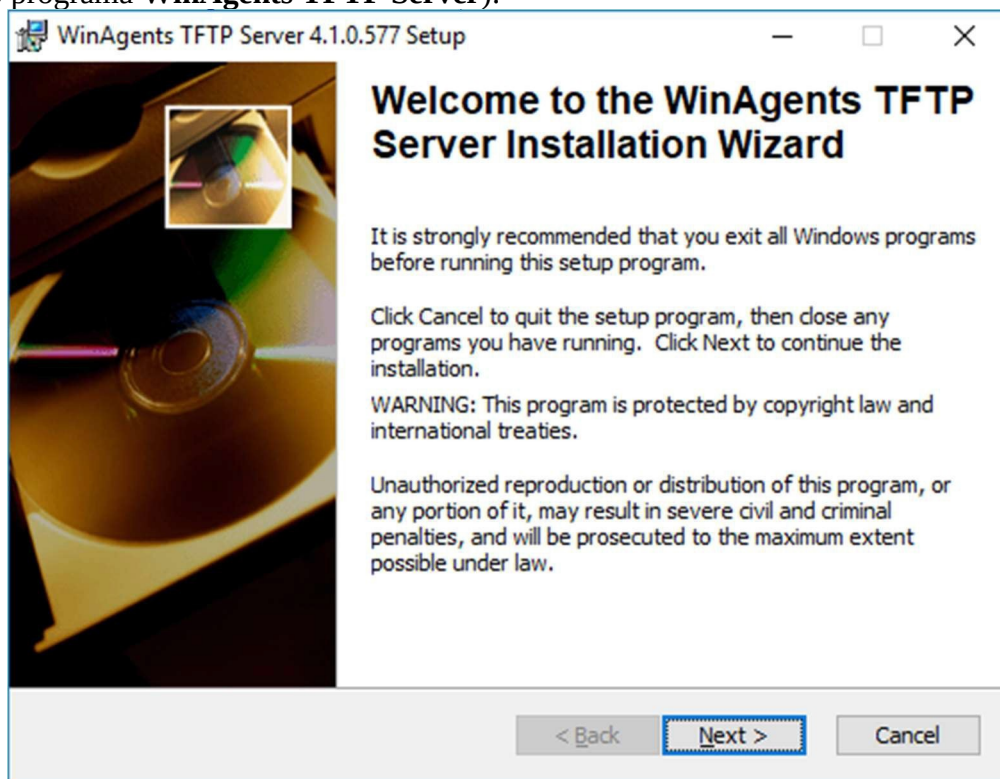 programa WinAgents TFTP Server).
WinAgents TFTP Server 4.1.0.577 Setup
Welcome to the WinAgents TFTP
Server Installation Wizard
It is strongly recommended that you exit all Windows programs
before running this setup program.
Click Cancel to quit the setup program, then close any
programs you have running. Click Next to continue the
installation.
WARNING: This program is protected by copyright law and
international treaties.
Unauthorized reproduction or distribution of this program, or
any portion of it, may result in severe civil and criminal
penalties, and will be prosecuted to the maximum extent
possible under law.
< Back Next > Cancel